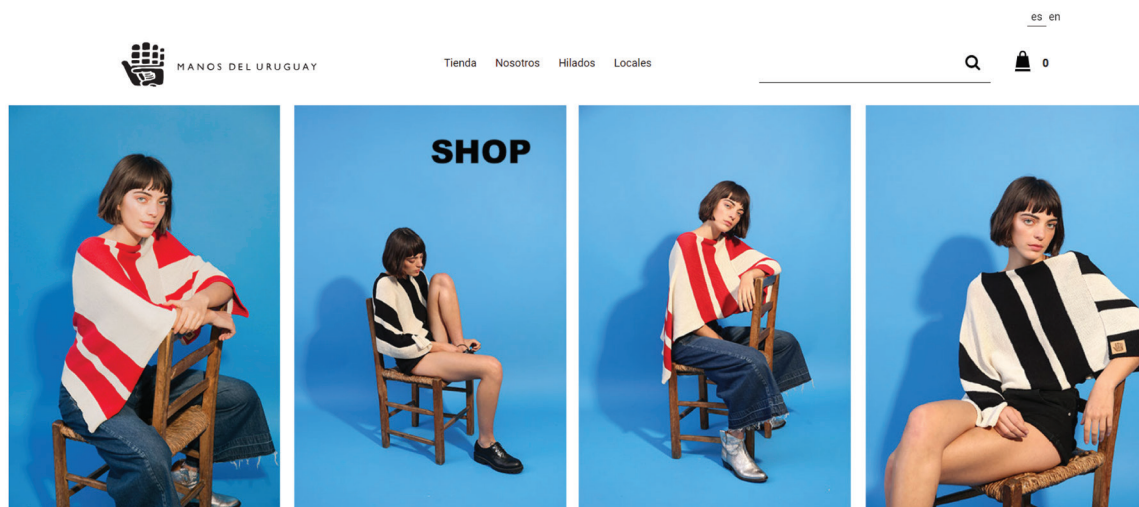 es en
MANOS DEL URUGUAY
Tienda Nosotros Hilados Locales
0
SHOP